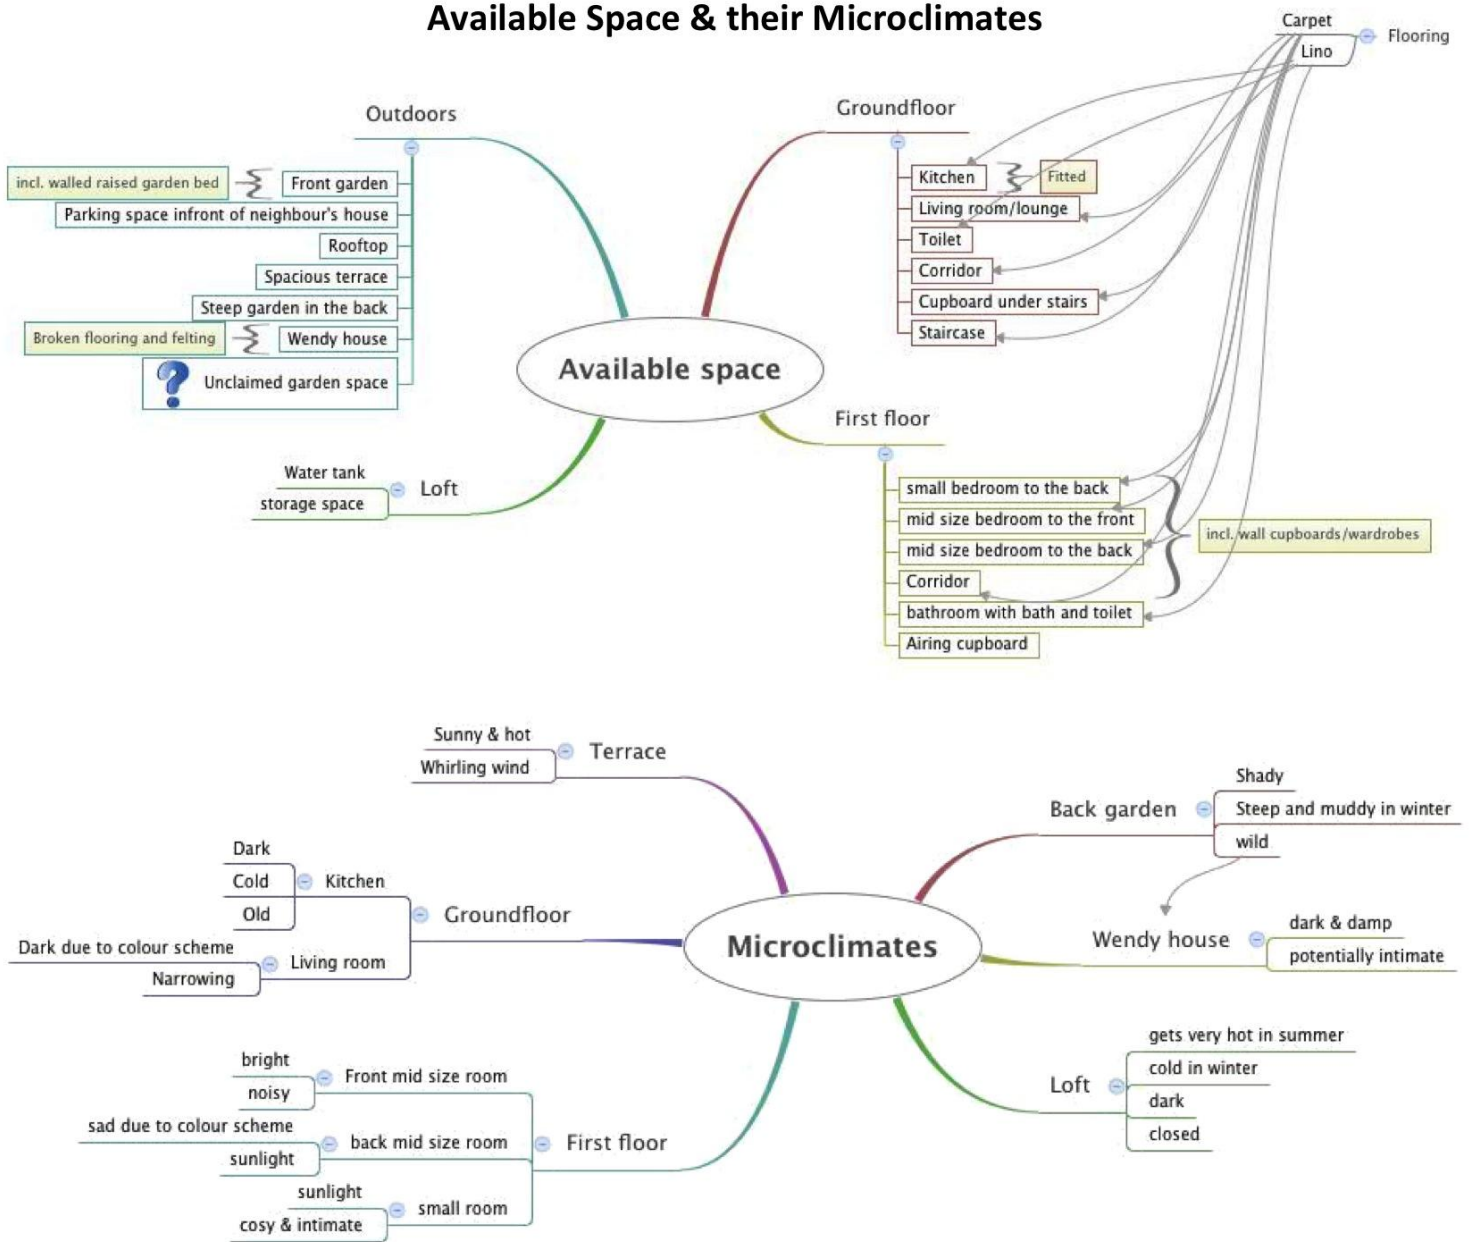 Available Space & their Microclimates
Carpet
Lino
Flooring
Outdoors
incl. walled raised garden bed
Front garden
Parking space infront of neighbour's house
Rooftop
Spacious terrace
Steep garden in the back
Broken flooring and felting
Wendy house
?
Unclaimed garden space
Groundfloor
Kitchen
Fitted
Living room/lounge
Toilet
Corridor
Cupboard under stairs
Staircase
Available space
Water tank
storage space
Loft
First floor
small bedroom to the back
mid size bedroom to the front
mid size bedroom to the back
Corridor
bathroom with bath and toilet
Airing cupboard
incl. wall cupboards/wardrobes
Sunny & hot
Whirling wind
Terrace
Back garden
Shady
Steep and muddy in winter
wild
Dark
Cold
Old
Kitchen
Groundfloor
Dark due to colour scheme
Narrowing
Living room
Microclimates
Wendy house
dark & damp
potentially intimate
bright
noisy
Front mid size room
sad due to colour scheme
sunlight
back mid size room
First floor
sunlight
cosy & intimate
small room
Loft
gets very hot in summer
cold in winter
dark
closed